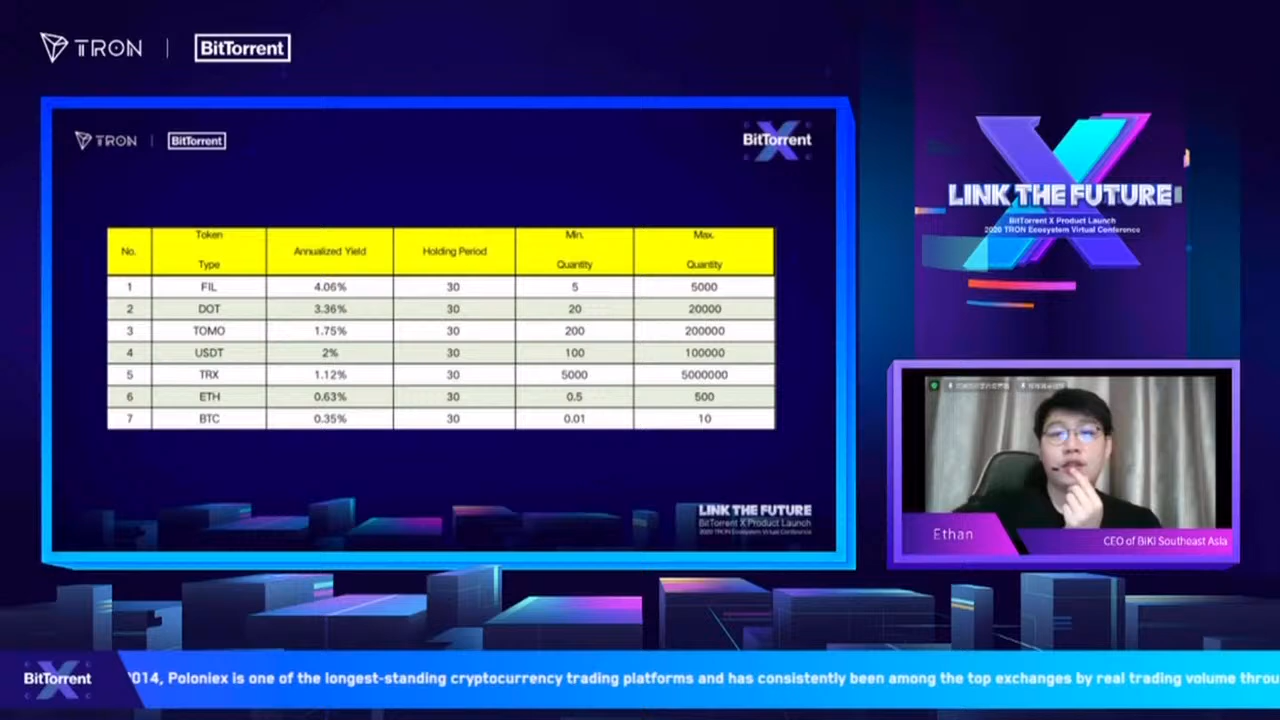 TRON | BitTorrent
TRON | BitTorrent
BitTorrent X
No. Token Type Annualized Yield Holding Period Min. Quantity Max. Quantity
1 FIL 4.06% 30 5 5000
2 DOT 3.36% 30 20 20000
3 TOMO 1.75% 30 200 200000
4 USDT 2% 30 100 100000
5 TRX 1.12% 30 5000 5000000
6 ETH 0.63% 30 0.5 500
7 BTC 0.35% 30 0.01 10
LINK THE FUTURE
BitTorrent X Product Launch
2020 TRON Ecosystem Virtual Conference
X
LINK THE FUTURE
BitTorrent X Product Launch
2020 TRON Ecosystem Virtual Conference
Ethan
CEO of BiKi Southeast Asia
BitTorrent X
2014, Poloniex is one of the longest-standing cryptocurrency trading platforms and has consistently been among the top exchanges by real trading volume throu